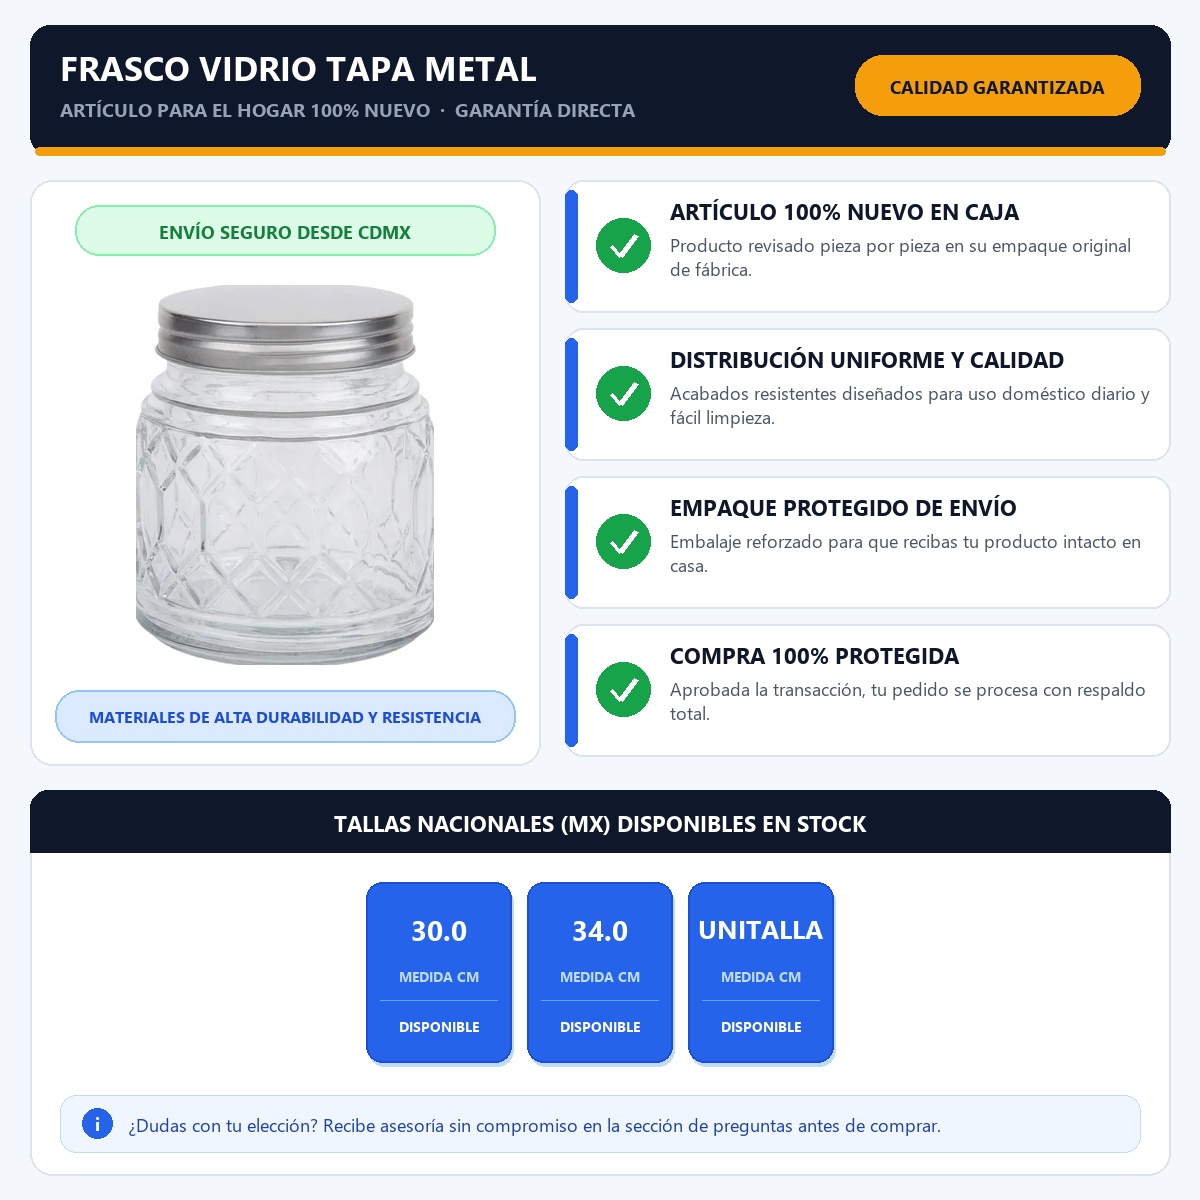 FRASCO VIDRIO TAPA METAL
ARTÍCULO PARA EL HOGAR 100% NUEVO · GARANTÍA DIRECTA
CALIDAD GARANTIZADA
ENVÍO SEGURO DESDE CDMX
MATERIALES DE ALTA DURABILIDAD Y RESISTENCIA
ARTÍCULO 100% NUEVO EN CAJA
Producto revisado pieza por pieza en su empaque original
de fábrica.
DISTRIBUCIÓN UNIFORME Y CALIDAD
Acabados resistentes diseñados para uso doméstico diario y
fácil limpieza.
EMPAQUE PROTEGIDO DE ENVÍO
Embalaje reforzado para que recibas tu producto intacto en
casa.
COMPRA 100% PROTEGIDA
Aprobada la transacción, tu pedido se procesa con respaldo
total.
TALLAS NACIONALES (MX) DISPONIBLES EN STOCK
30.0
MEDIDA CM
DISPONIBLE
34.0
MEDIDA CM
DISPONIBLE
UNITALLA
MEDIDA CM
DISPONIBLE
¿Dudas con tu elección? Recibe asesoría sin compromiso en la sección de preguntas antes de comprar.